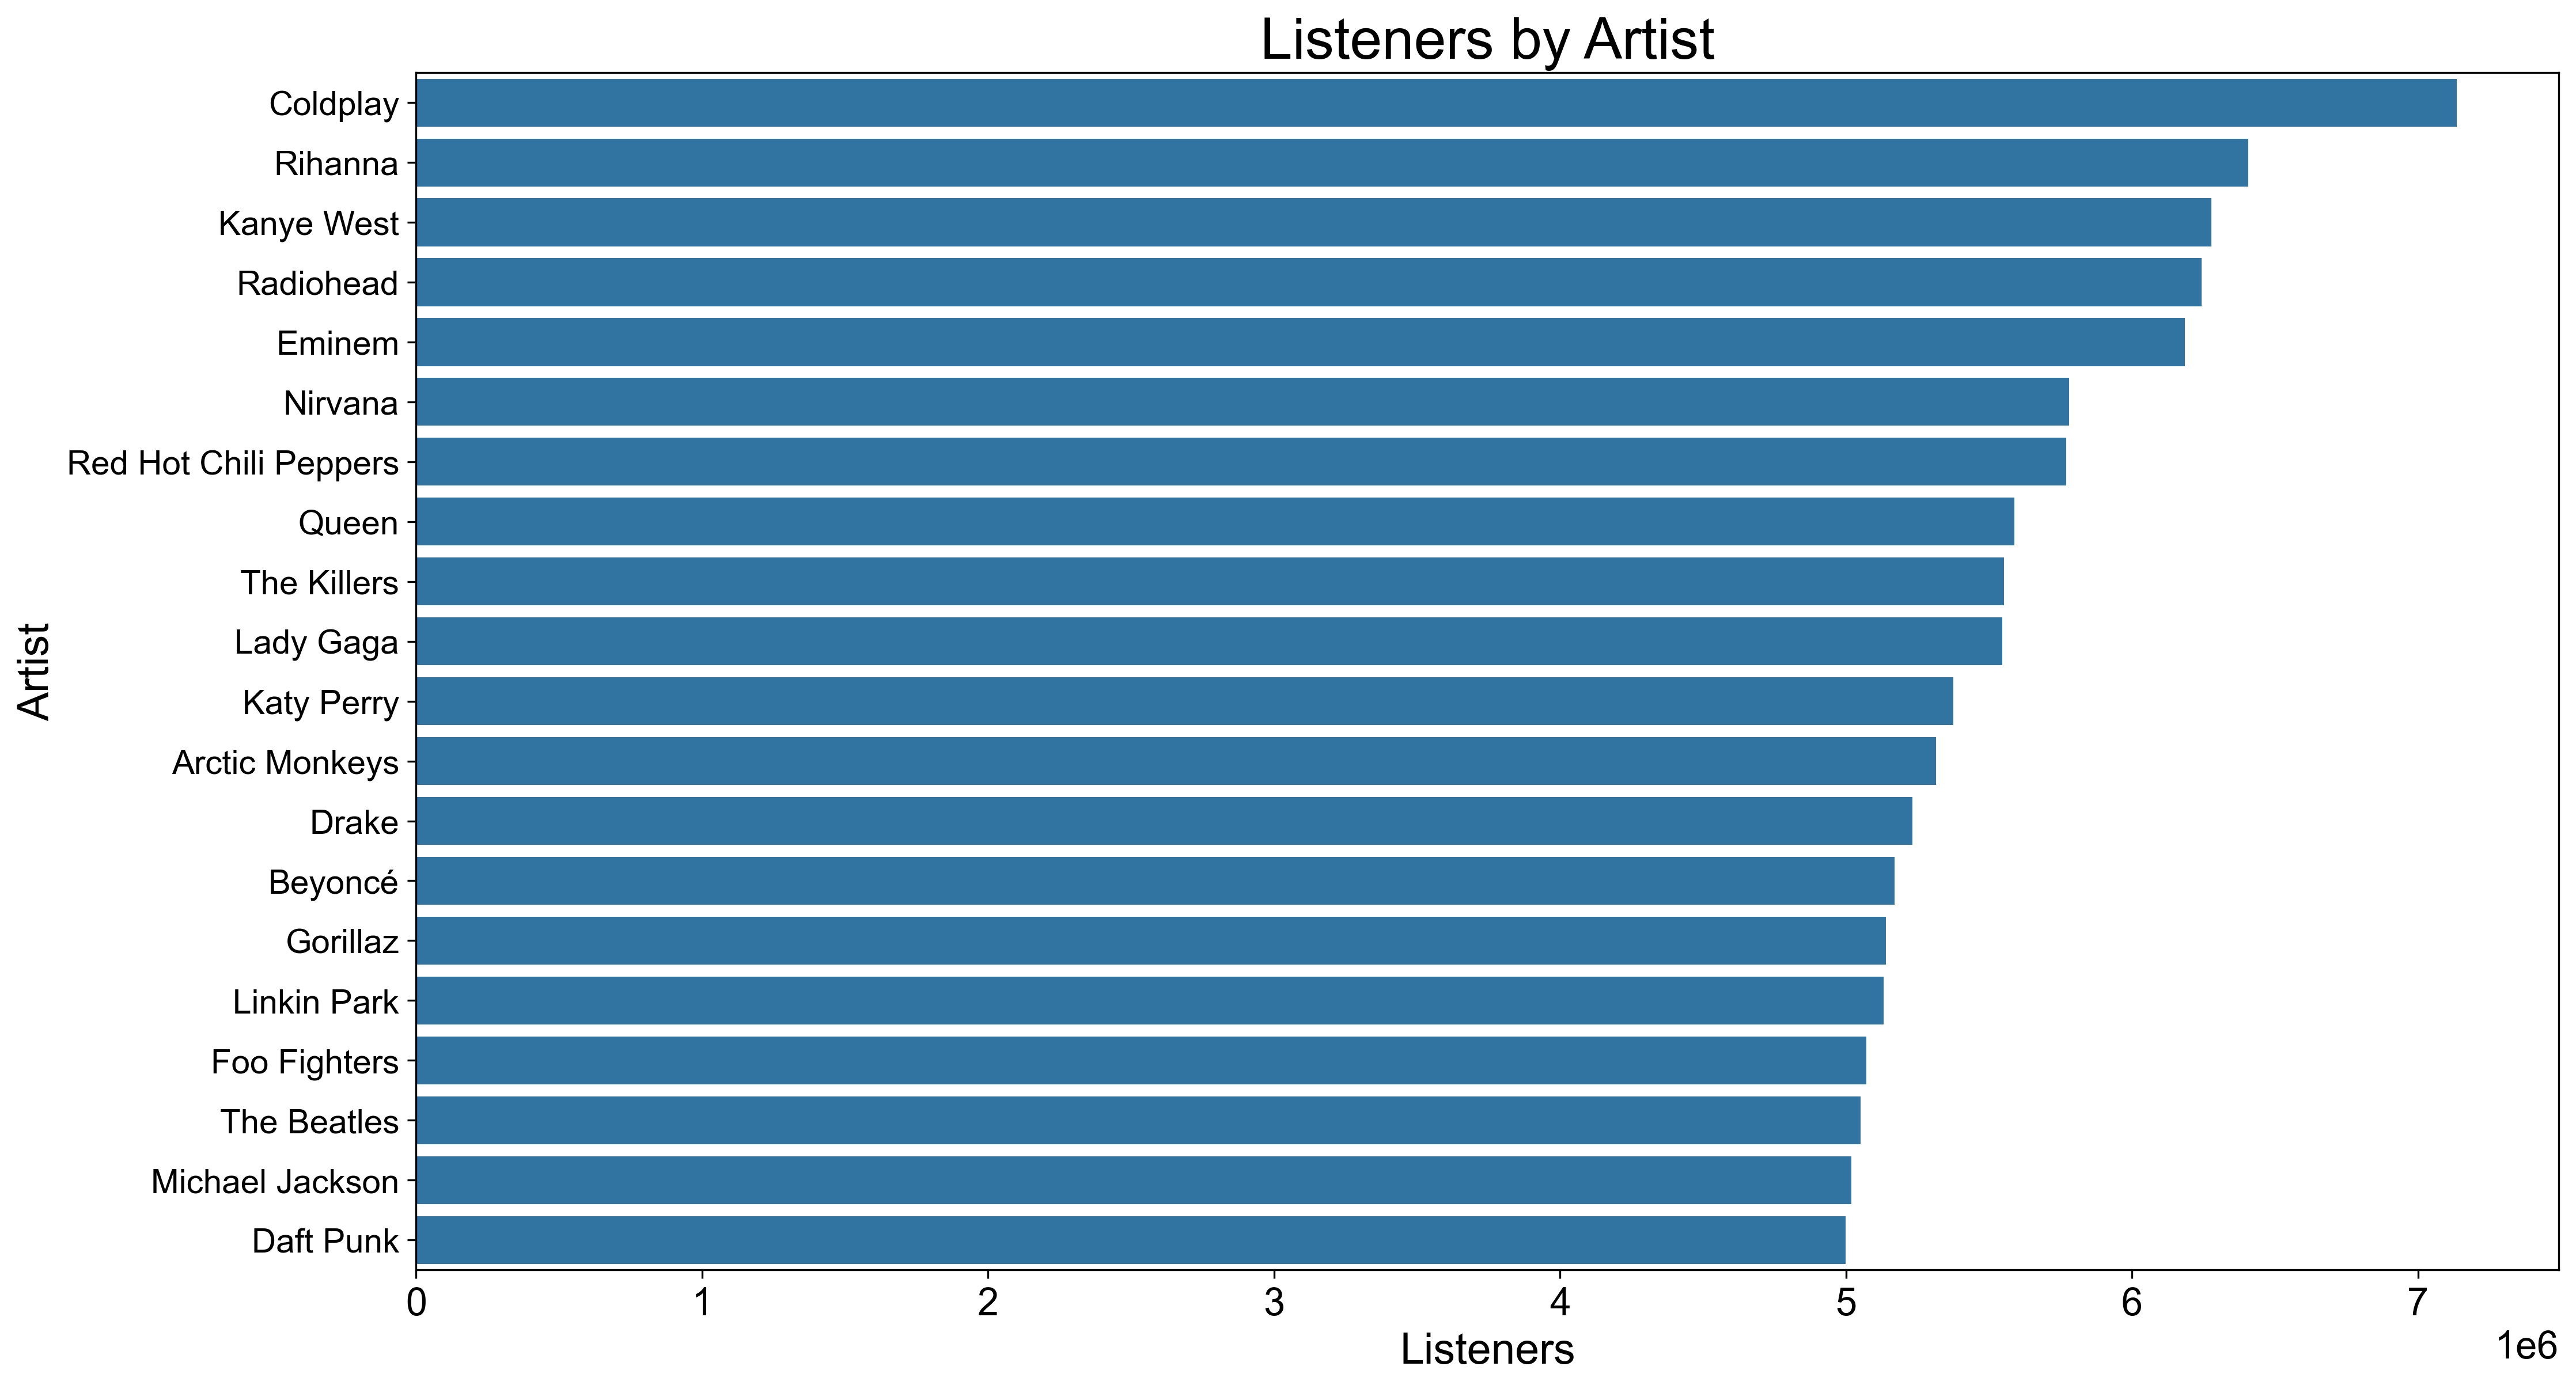 Listeners by Artist
Artist
Coldplay
Rihanna
Kanye West
Radiohead
Eminem
Nirvana
Red Hot Chili Peppers
Queen
The Killers
Lady Gaga
Katy Perry
Arctic Monkeys
Drake
Beyoncé
Gorillaz
Linkin Park
Foo Fighters
The Beatles
Michael Jackson
Daft Punk
0 1 2 3 4 5 6 7
Listeners
1e6